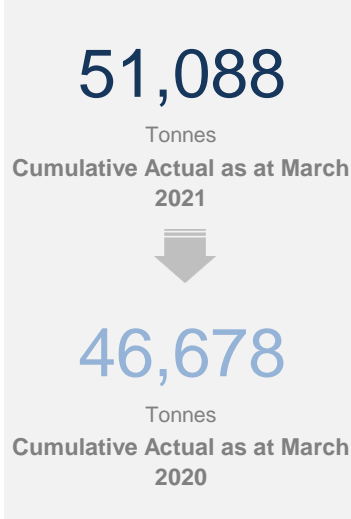 51,088
Tonnes
Cumulative Actual as at March
2021
46,678
Tonnes
Cumulative Actual as at March
2020